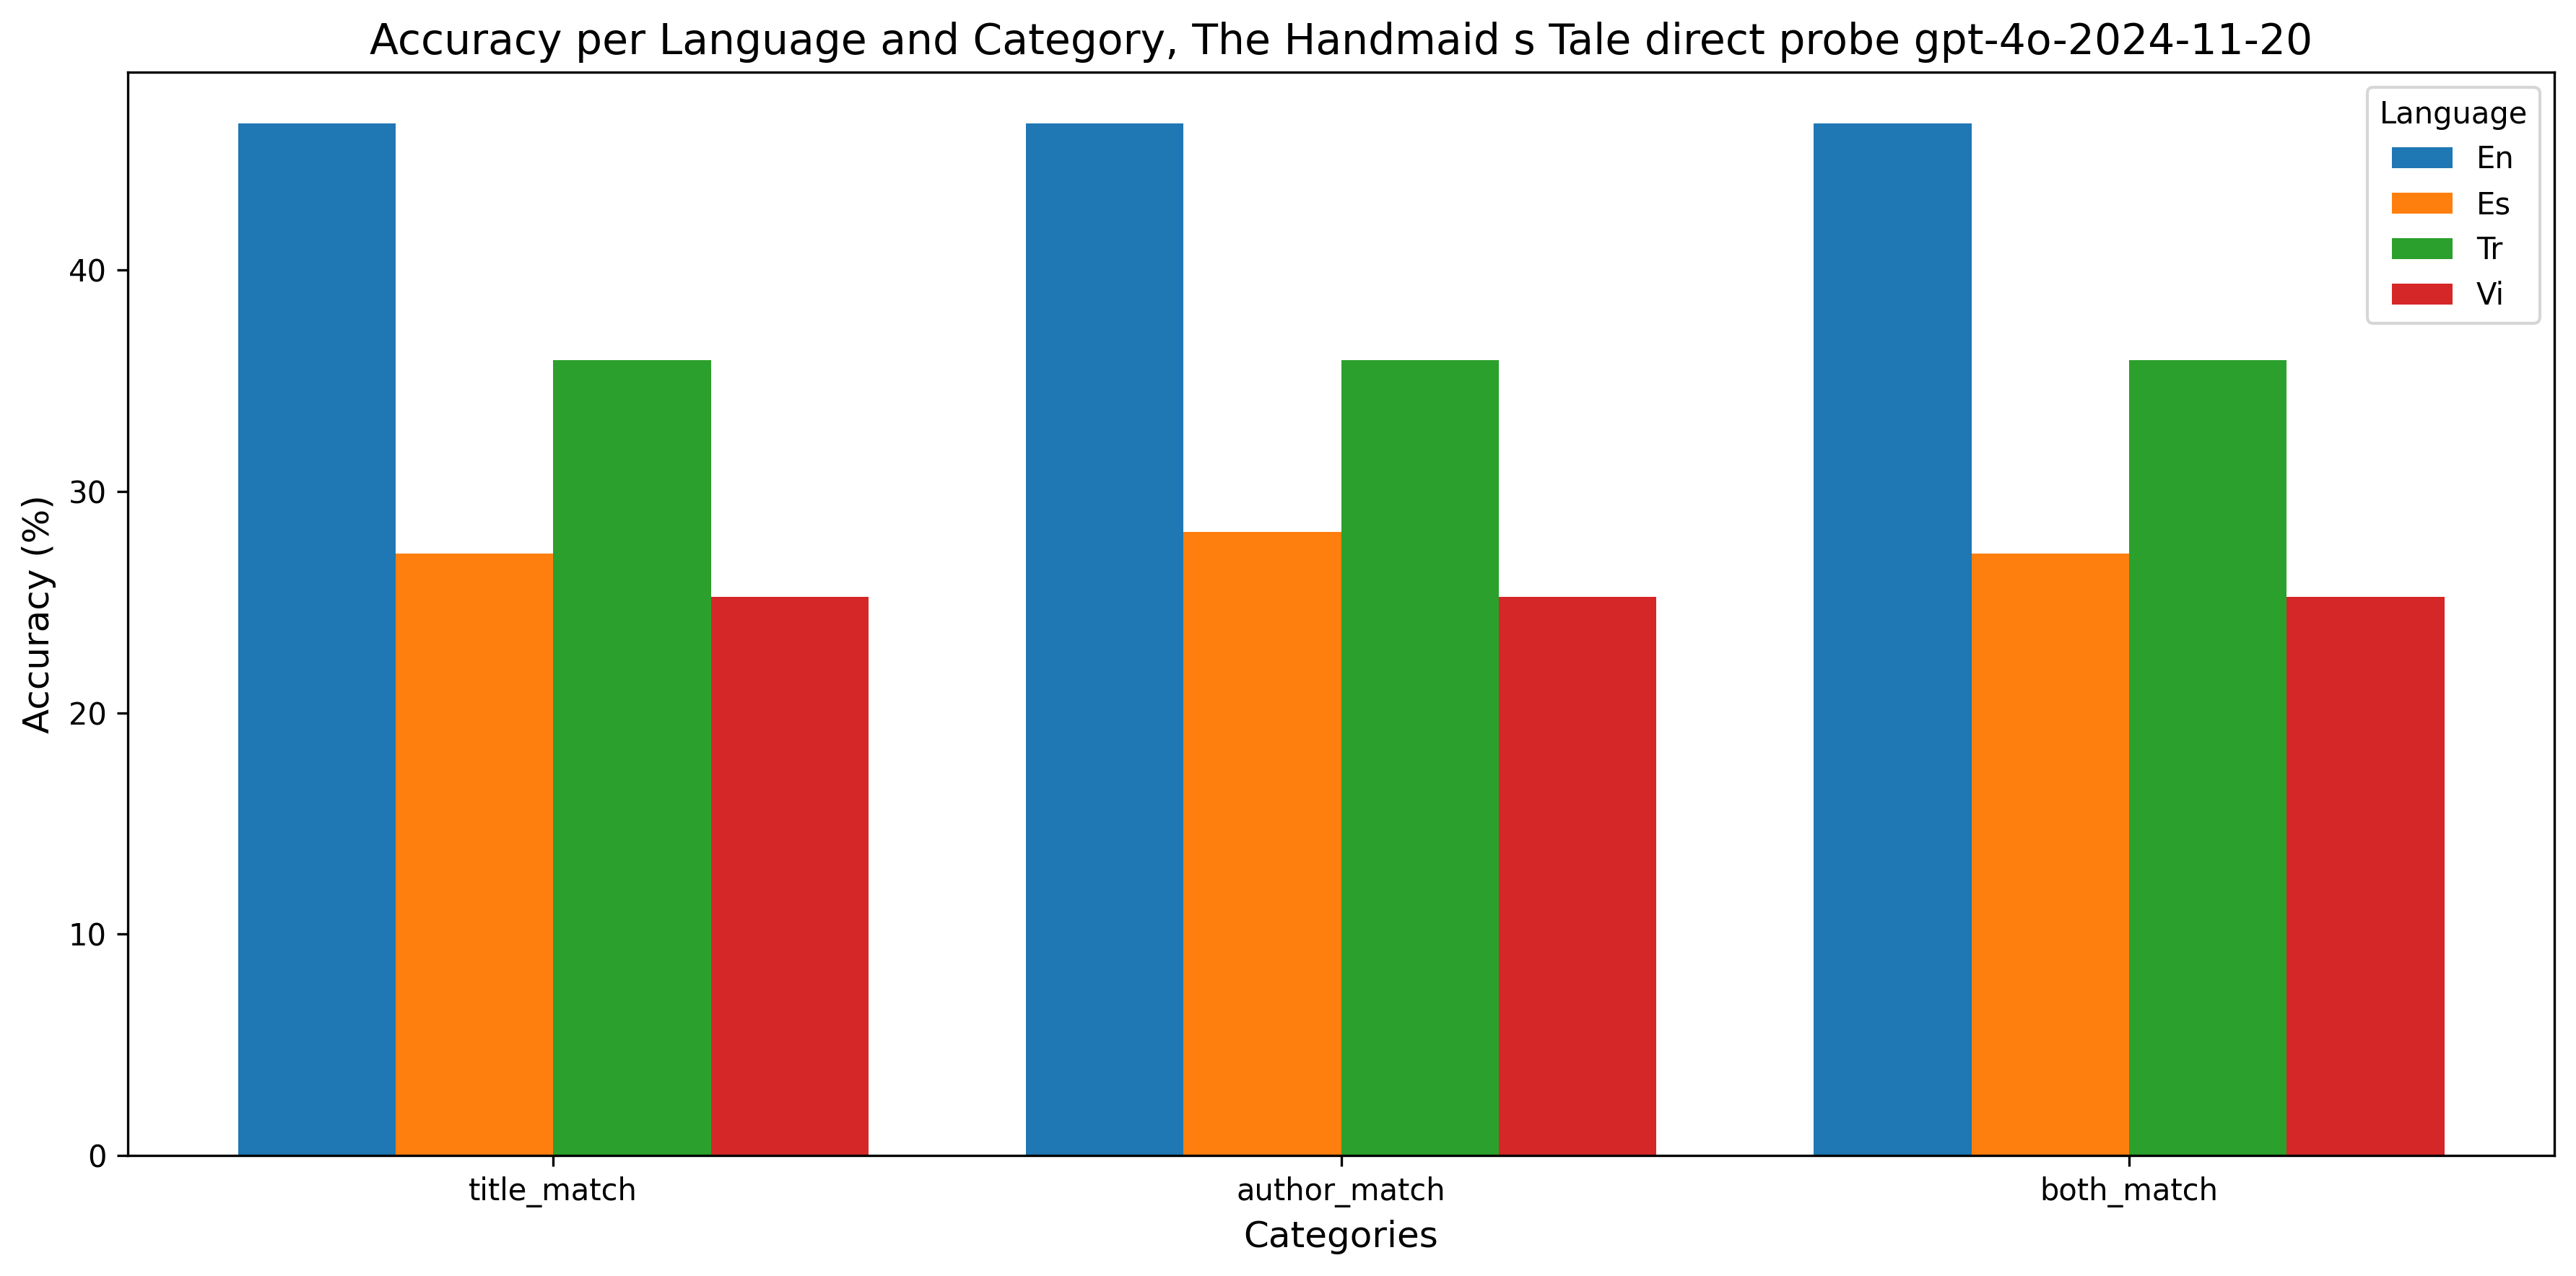 Accuracy per Language and Category, The Handmaid s Tale direct probe gpt-4o-2024-11-20
Language
En
Es
Tr
Vi
Accuracy (%)
40
30
20
10
0
title_match
author_match
both_match
Categories